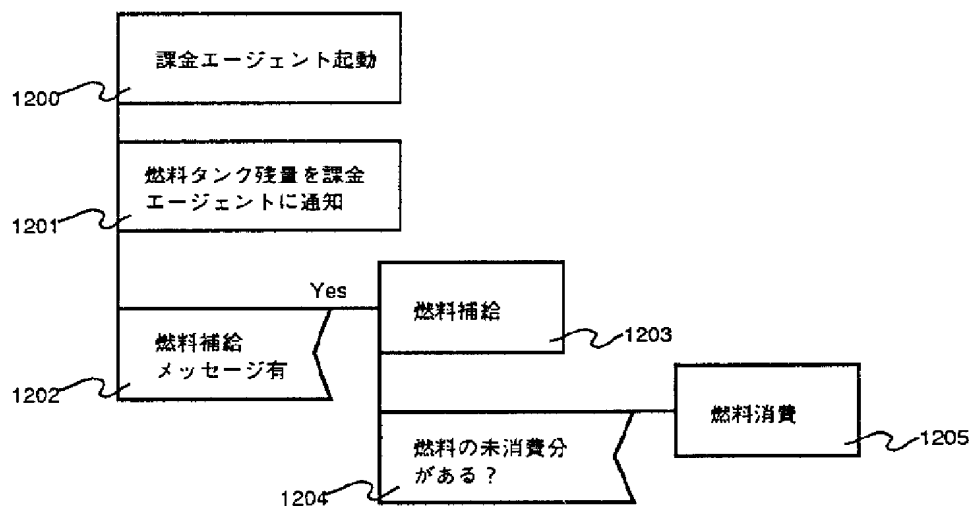 課金エージェント起動
1200
燃料タンク残量を課金
エージェントに通知
1201
Yes
燃料補給
メッセージ有
1202
燃料補給
1203
燃料の未消費分
がある？
1204
燃料消費
1205